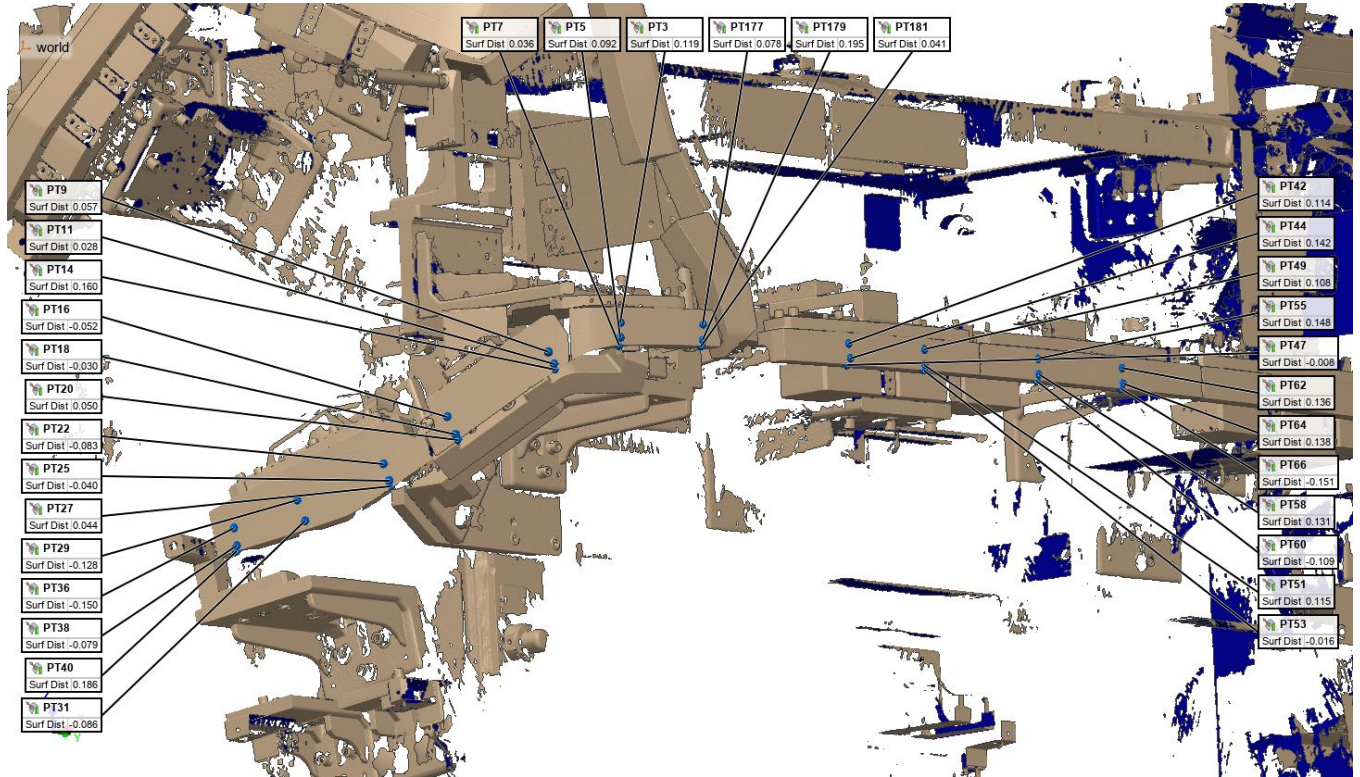 world
PT7
Surf Dist 0.036
PT5
Surf Dist 0.092
PT3
Surf Dist 0.119
PT177
Surf Dist 0.078
PT179
Surf Dist 0.195
PT181
Surf Dist 0.041
PT9
Surf Dist 0.057
PT11
Surf Dist 0.028
PT14
Surf Dist 0.160
PT16
Surf Dist -0.052
PT18
Surf Dist -0.030
PT20
Surf Dist 0.050
PT22
Surf Dist -0.083
PT25
Surf Dist -0.040
PT27
Surf Dist 0.044
PT29
Surf Dist -0.128
PT36
Surf Dist -0.150
PT38
Surf Dist -0.079
PT40
Surf Dist 0.186
PT31
Surf Dist -0.086
Y
PT42
Surf Dist 0.114
PT44
Surf Dist 0.142
PT49
Surf Dist 0.108
PT55
Surf Dist 0.148
PT47
Surf Dist -0.008
PT62
Surf Dist 0.136
PT64
Surf Dist 0.138
PT66
Surf Dist -0.151
PT58
Surf Dist 0.131
PT60
Surf Dist -0.109
PT51
Surf Dist 0.115
PT53
Surf Dist -0.016